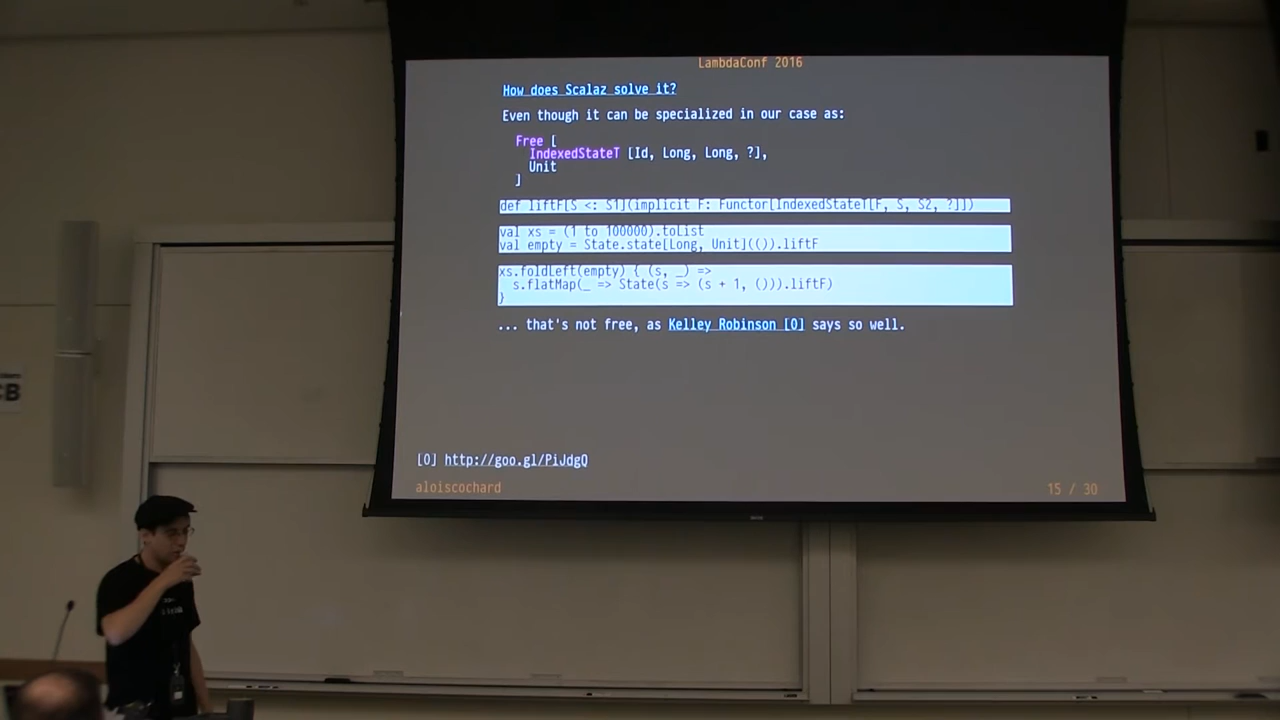 LambdaConf 2016
How does Scalaz solve it?
Even though it can be specialized in our case as:
Free [
IndexedStateT [Id, Long, Long, ?],
Unit
]
def liftF[S <: S1](implicit F: Functor[IndexedStateT[F, S, S2, ?]])
val xs = (1 to 100000).toList
val empty = State.state[Long, Unit](()).liftF
xs.foldLeft(empty) { (s, _) =>
s.flatMap(_ => State(s => (s + 1, ())).liftF)
}
... that's not free, as Kelley Robinson [0] says so well.
[0] http://goo.gl/PiJdgQ
aloiscochard
15 / 30
CB